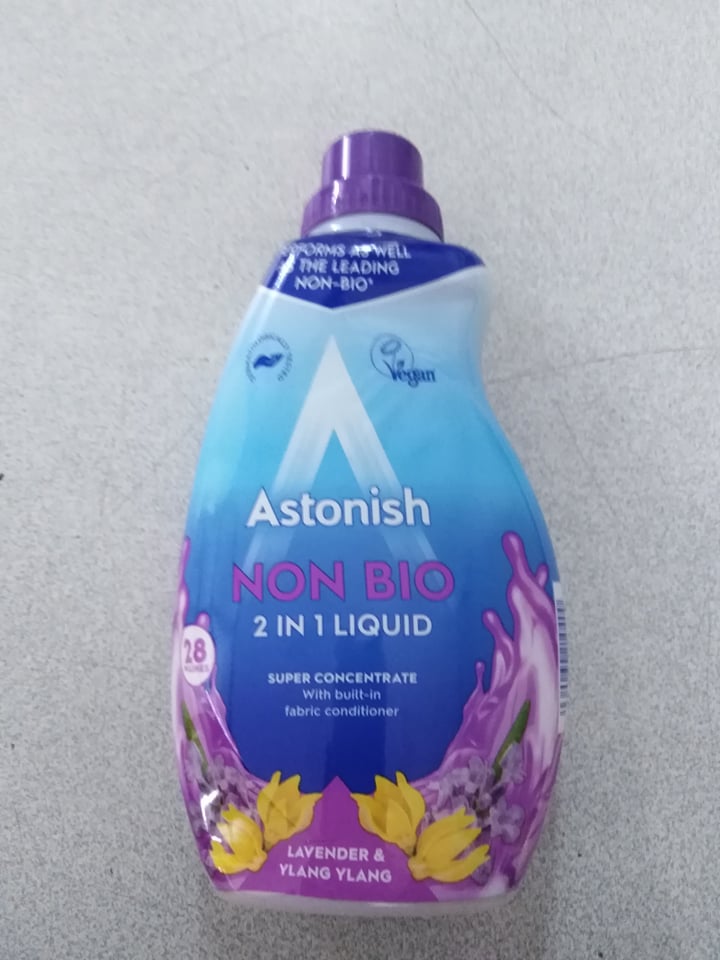 AS WELL
THE LEADING
NON-BIO*
Vegan
Astonish
NON BIO
2 IN 1 LIQUID
28
SUPER CONCENTRATE
With built-in
fabric conditioner
LAVENDER &
YLANG YLANG